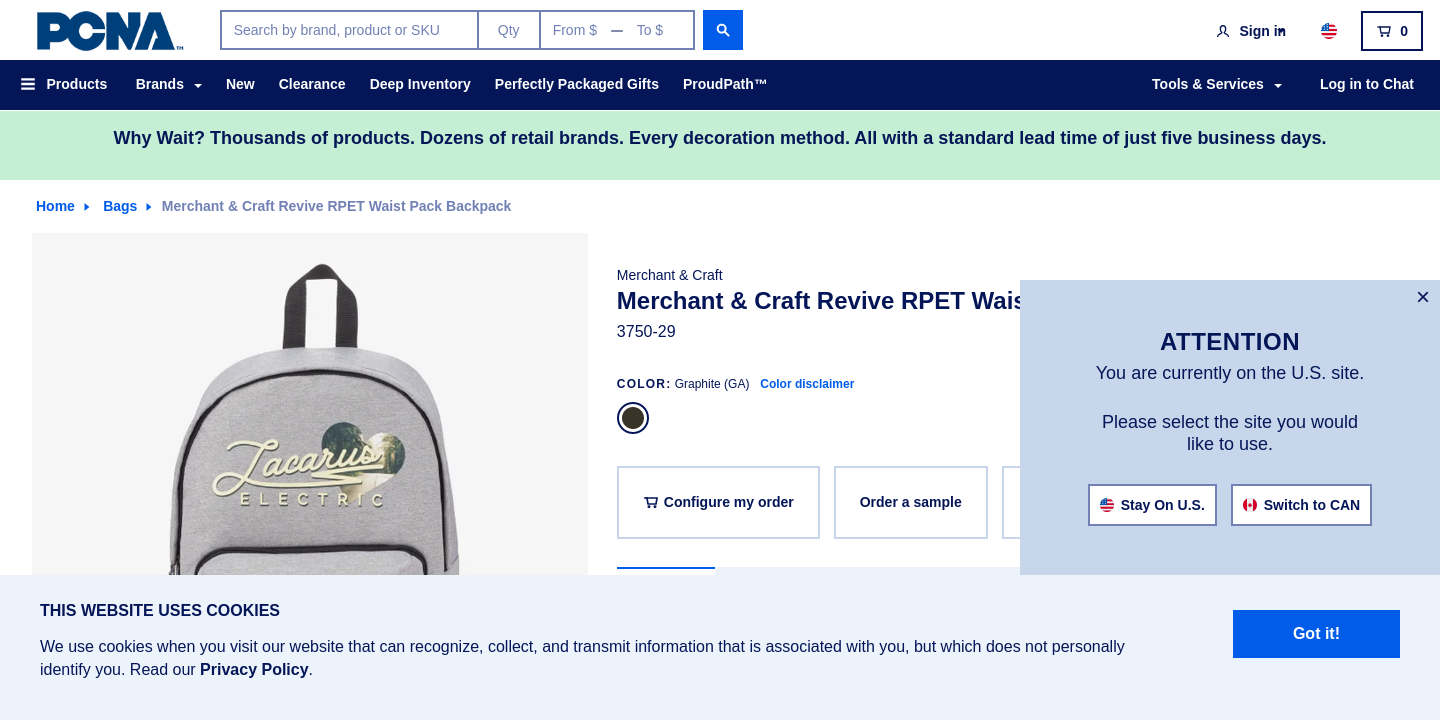 PCNA™
Search by brand, product or SKU
Qty
From $ — To $
Sign in
0
Products
Brands
New
Clearance
Deep Inventory
Perfectly Packaged Gifts
ProudPath™
Tools & Services
Log in to Chat
Why Wait? Thousands of products. Dozens of retail brands. Every decoration method. All with a standard lead time of just five business days.
Home
Bags
Merchant & Craft Revive RPET Waist Pack Backpack
Lacarus
ELECTRIC
Merchant & Craft
Merchant & Craft Revive RPET Wais
3750-29
COLOR: Graphite (GA) Color disclaimer
Configure my order
Order a sample
ATTENTION
You are currently on the U.S. site.
Please select the site you would
like to use.
Stay On U.S.
Switch to CAN
THIS WEBSITE USES COOKIES
We use cookies when you visit our website that can recognize, collect, and transmit information that is associated with you, but which does not personally
identify you. Read our Privacy Policy.
Got it!